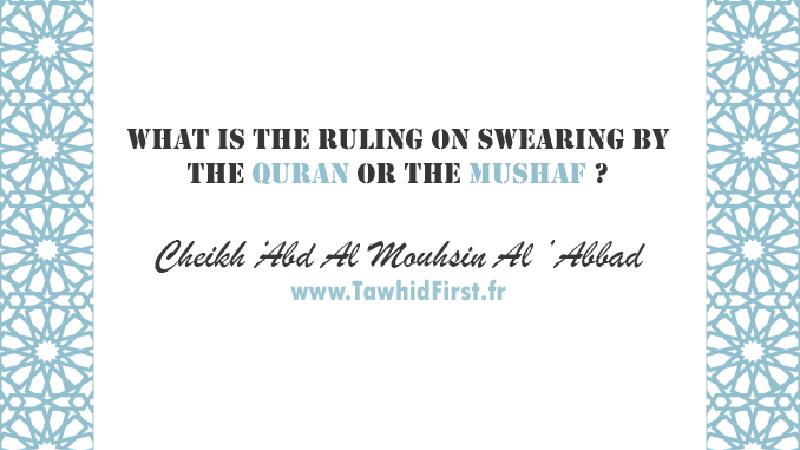 WHAT IS THE RULING ON SWEARING BY
THE QURAN OR THE MUSHAF ?
Cheikh 'Abd Al Mouhsin Al ' Abbad
www.TawhidFirst.fr